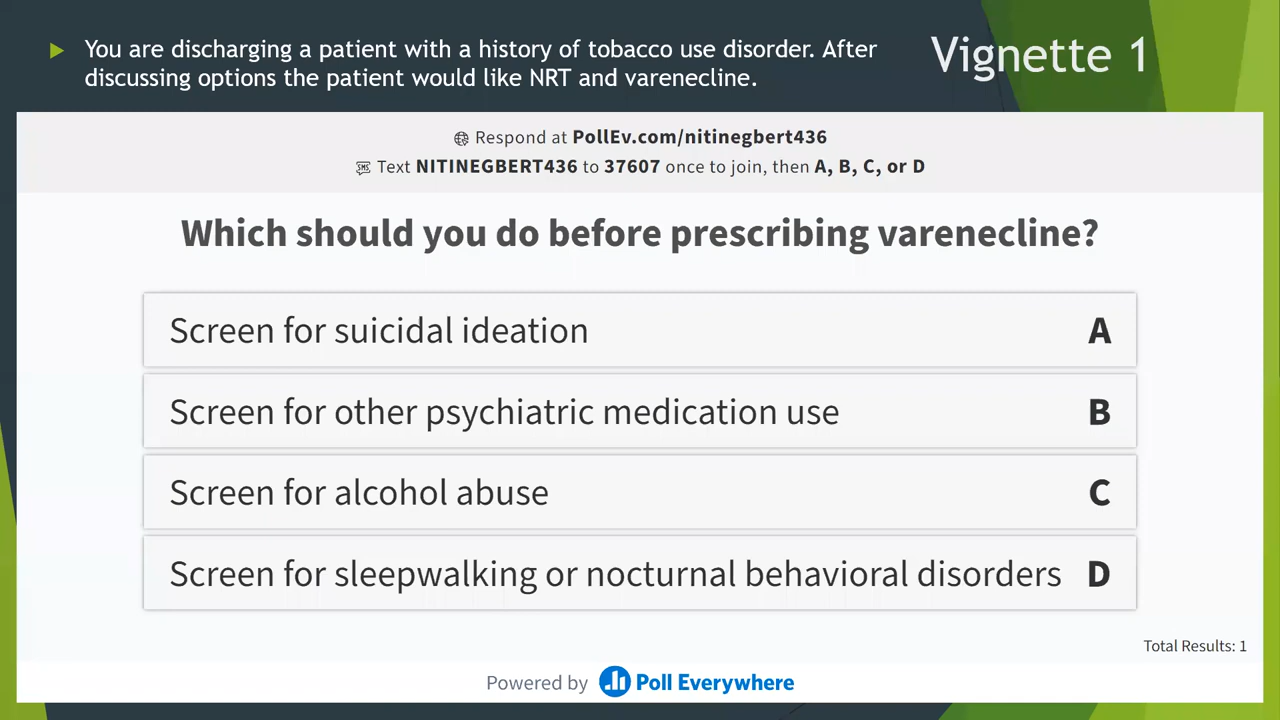 You are discharging a patient with a history of tobacco use disorder. After
discussing options the patient would like NRT and varenecline.
Vignette 1
Respond at PollEv.com/nitinegbert436
Text NITINEGBERT436 to 37607 once to join, then A, B, C, or D
Which should you do before prescribing varenecline?
Screen for suicidal ideation A
Screen for other psychiatric medication use B
Screen for alcohol abuse C
Screen for sleepwalking or nocturnal behavioral disorders D
Total Results: 1
Powered by Poll Everywhere